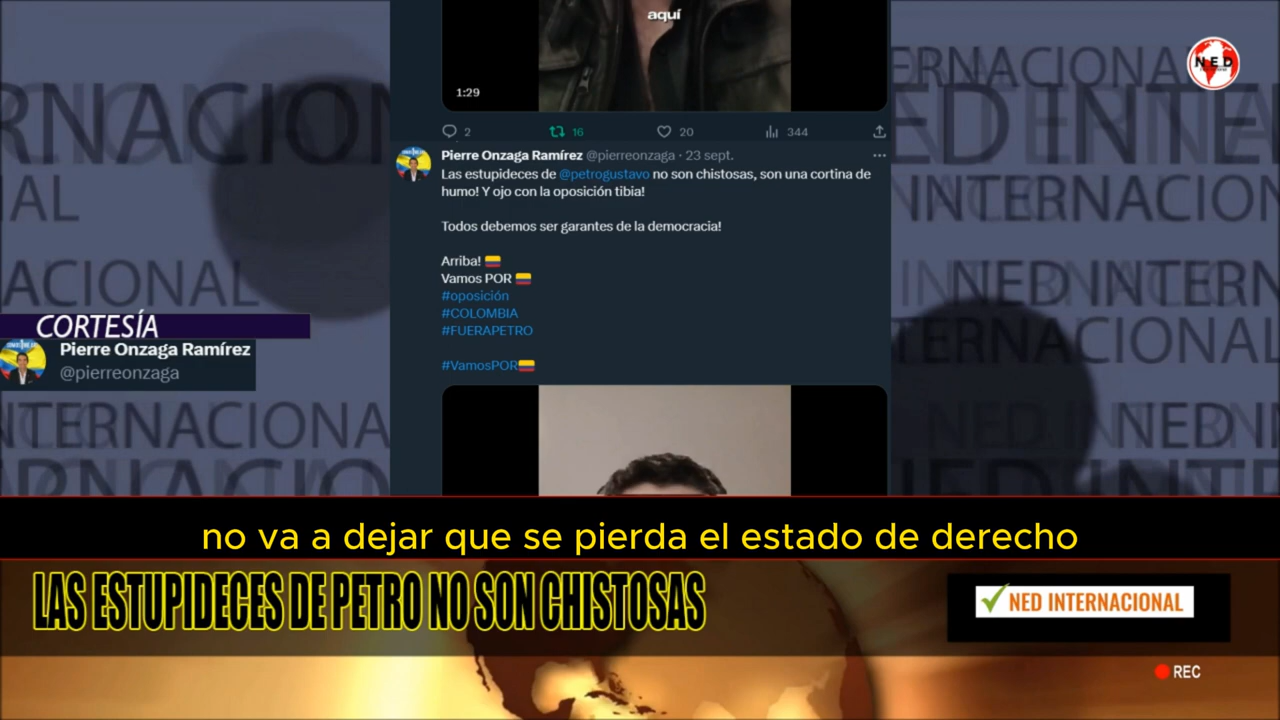 aquí
1:29
2
16
20
344
Pierre Onzaga Ramírez @pierreonzaga · 23 sept.
Las estupideces de @petrogustavo no son chistosas, son una cortina de
humo! Y ojo con la oposición tibia!
Todos debemos ser garantes de la democracia!
Arriba! 🇨🇴
Vamos POR 🇨🇴
#oposición
#COLOMBIA
#FUERAPETRO
#VamosPOR🇨🇴
NED
CORTESÍA
Pierre Onzaga Ramírez
@pierreonzaga
no va a dejar que se pierda el estado de derecho
LAS ESTUPIDECES DE PETRO NO SON CHISTOSAS
NED INTERNACIONAL
REC